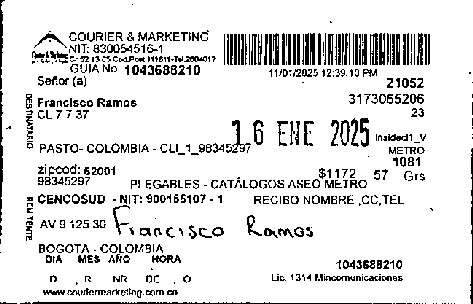 COURIER & MARKETING
NIT: 830054516-1
GUIA No 1043688210
11/01/2025 12:39:10 PM
Señor (a)
21052
Francisco Ramos
3173055206
CL 7 7 37
23
DESTINATARIO
16 ENE 2025
Insided1_V
PASTO- COLOMBIA - CLI_1_98345297
METRO
1081
zipcod: 52001
$1172 57 Grs
98345297
PLEGABLES - CATÁLOGOS ASEO METRO
REMITENTE
CENCOSUD - NIT: 900155107 - 1
RECIBO NOMBRE ,CC,TEL
AV 9 125 30
Francisco Ramos
BOGOTA - COLOMBIA
DIA MES AÑO HORA
1043688210
D R NR DE O
Lic. 1314 Mincomunicaciones
www.couriermarketing.com.co